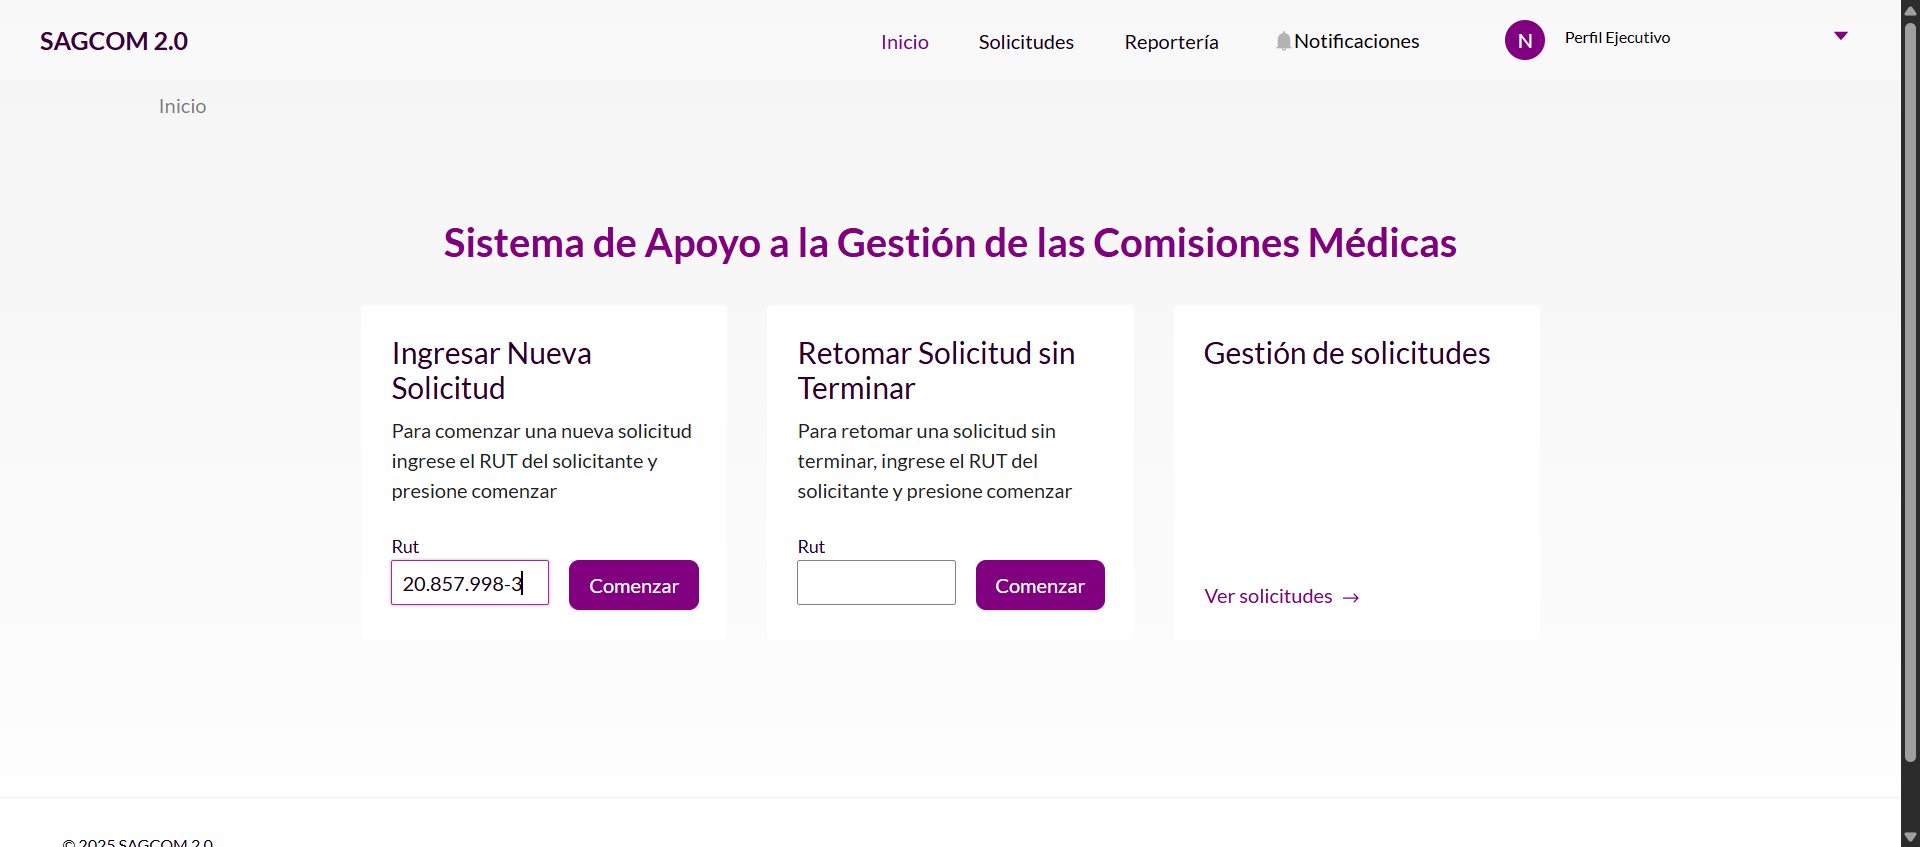 SAGCOM 2.0
Inicio
Solicitudes
Reportería
Notificaciones
N
Perfil Ejecutivo
Inicio
Sistema de Apoyo a la Gestión de las Comisiones Médicas
Ingresar Nueva
Solicitud
Para comenzar una nueva solicitud
ingrese el RUT del solicitante y
presione comenzar
Rut
20.857.998-3
Comenzar
Retomar Solicitud sin
Terminar
Para retomar una solicitud sin
terminar, ingrese el RUT del
solicitante y presione comenzar
Rut
Comenzar
Gestión de solicitudes
Ver solicitudes →
© 2025 SAGCOM 2.0